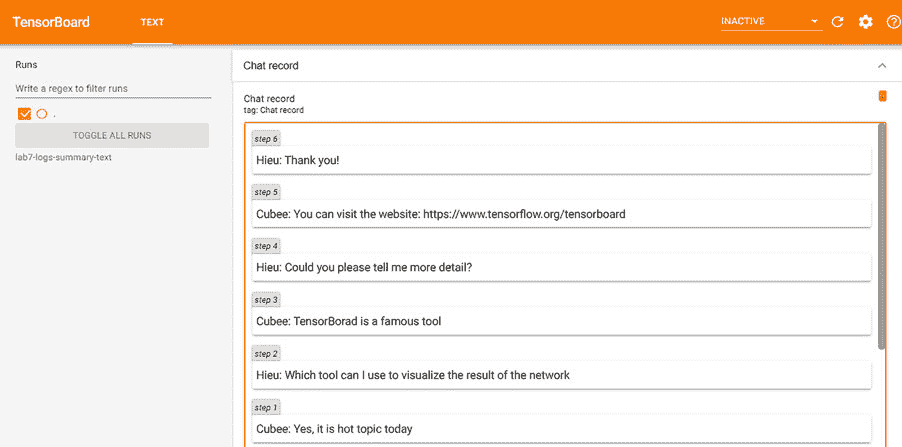 TensorBoard
TEXT
INACTIVE
Runs
Write a regex to filter runs
.
TOGGLE ALL RUNS
lab7-logs-summary-text
Chat record
Chat record
tag: Chat record
step 6
Hieu: Thank you!
step 5
Cubee: You can visit the website: https://www.tensorflow.org/tensorboard
step 4
Hieu: Could you please tell me more detail?
step 3
Cubee: TensorBorad is a famous tool
step 2
Hieu: Which tool can I use to visualize the result of the network
step 1
Cubee: Yes, it is hot topic today